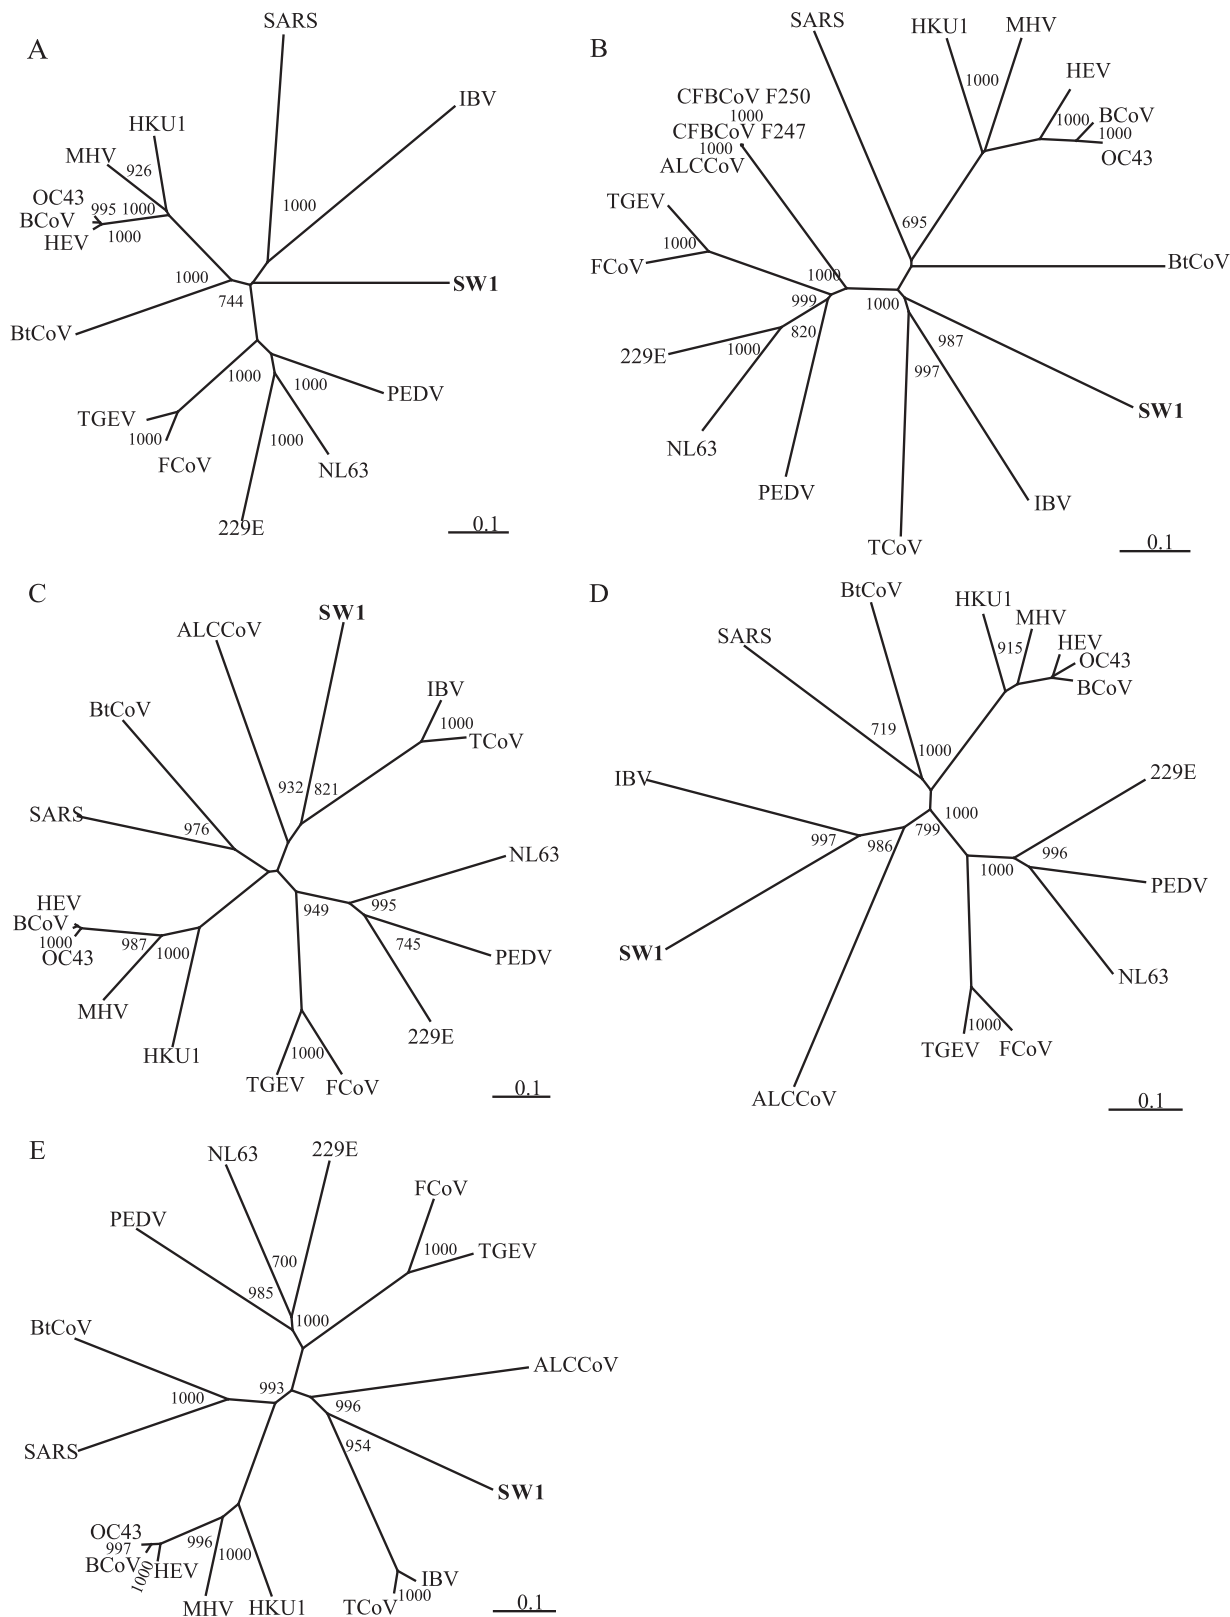 A
SARS
IBV
HKU1
MHV
926
OC43
995 1000
BCoV
HEV
1000
1000
1000
744
SW1
BtCoV
1000
1000
PEDV
TGEV
1000
FCoV
1000
NL63
229E
0.1
B
SARS
HKU1
MHV
1000
HEV
CFBCoV F250
1000
CFBCoV F247
1000
ALCCoV
1000
BCoV
1000
OC43
TGEV
1000
FCoV
695
BtCoV
1000
999
1000
820
229E
1000
987
997
SW1
NL63
PEDV
IBV
TCoV
0.1
C
SW1
ALCCoV
IBV
1000
TCoV
BtCoV
932
821
SARS
976
NL63
HEV
BCoV
1000
OC43
987
1000
949
995
745
PEDV
MHV
229E
HKU1
1000
TGEV
FCoV
0.1
D
BtCoV
HKU1
MHV
915
HEV
OC43
BCoV
SARS
719
1000
IBV
229E
1000
997
986
799
996
1000
PEDV
SW1
NL63
1000
TGEV
FCoV
ALCCoV
0.1
E
NL63
229E
FCoV
PEDV
1000
TGEV
700
985
1000
BtCoV
ALCCoV
993
1000
996
SARS
954
SW1
OC43
997
BCoV
1000
HEV
996
1000
IBV
1000
TCoV
MHV
HKU1
0.1